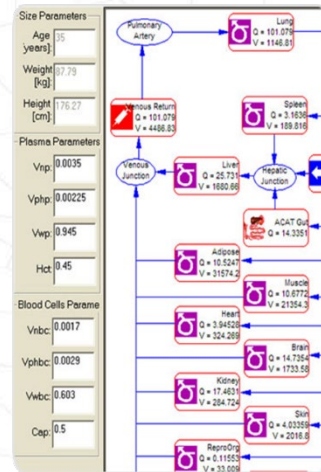 Size Parameters
Age
years]: 35
Weight
[kg]: 87.79
Height
[cm]: 176.27
Plasma Parameters
Vnp: 0.0035
Vphp: 0.00225
Vwp: 0.945
Hct: 0.45
Blood Cells Parame
Vnbc: 0.0017
Vphbc: 0.0029
Vwbc: 0.603
Cap: 0.5
Pulmonary
Artery
Lung
Q = 101.079
V = 1146.81
Venous Return
Q = 101.079
V = 4486.83
Spleen
Q = 3.1636
V = 189.816
Venous
Junction
Liver
Q = 25.731
V = 1680.66
Hepatic
Junction
ACAT Gut
Q = 14.3351
Adipose
Q = 10.5247
V = 31574.2
Muscle
Q = 10.6772
V = 21354.3
Heart
Q = 3.94528
V = 324.269
Brain
Q = 14.7354
V = 1733.58
Kidney
Q = 17.4631
V = 284.724
Skin
Q = 4.03359
V = 2016.8
ReproOrg
Q = 0.11553
V = 33.009